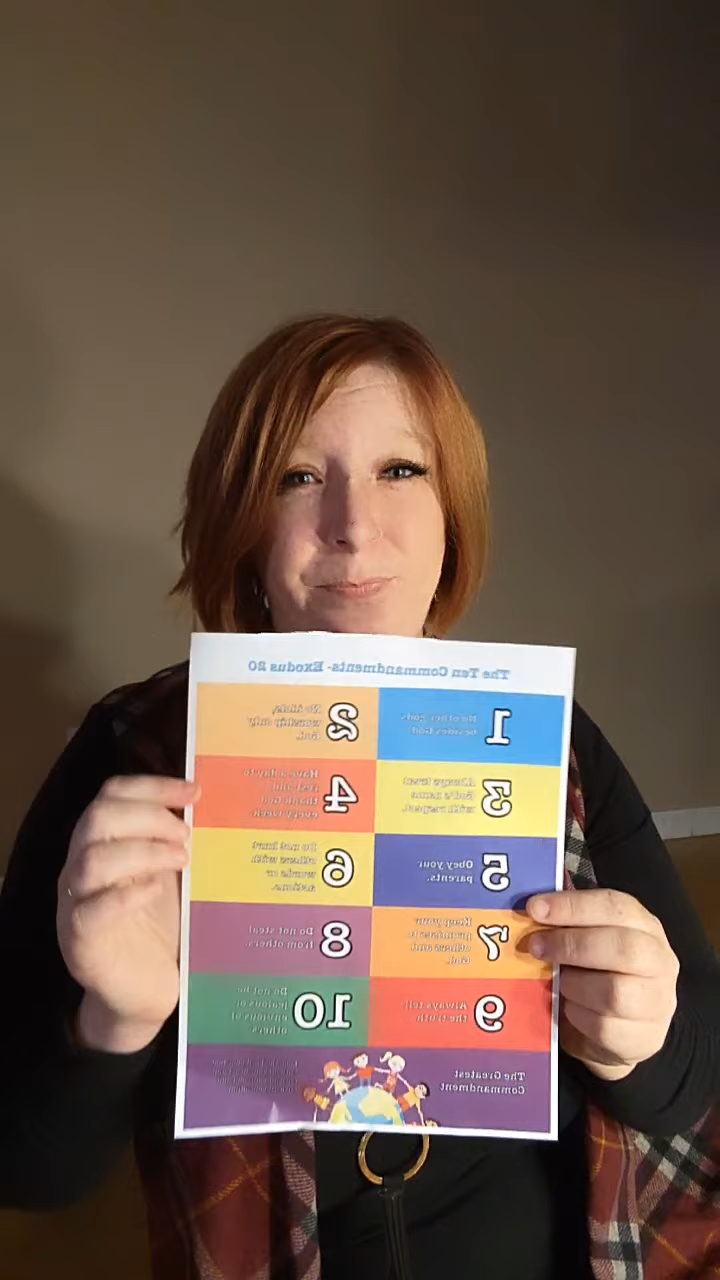 The Ten Commandments- Exodus 20
1
No other gods
besides God.
2
No idols,
worship only
God.
3
Always treat
God's name
with respect.
4
Have a day to
rest and
thank God
every week
5
Obey your
parents.
6
Do not hurt
others with
words or
actions.
7
Keep your
promises to
others and
God.
8
Do not steal
from others.
9
Always tell
the truth
10
Do not be
jealous or
envious of
others
The Greatest
Commandment